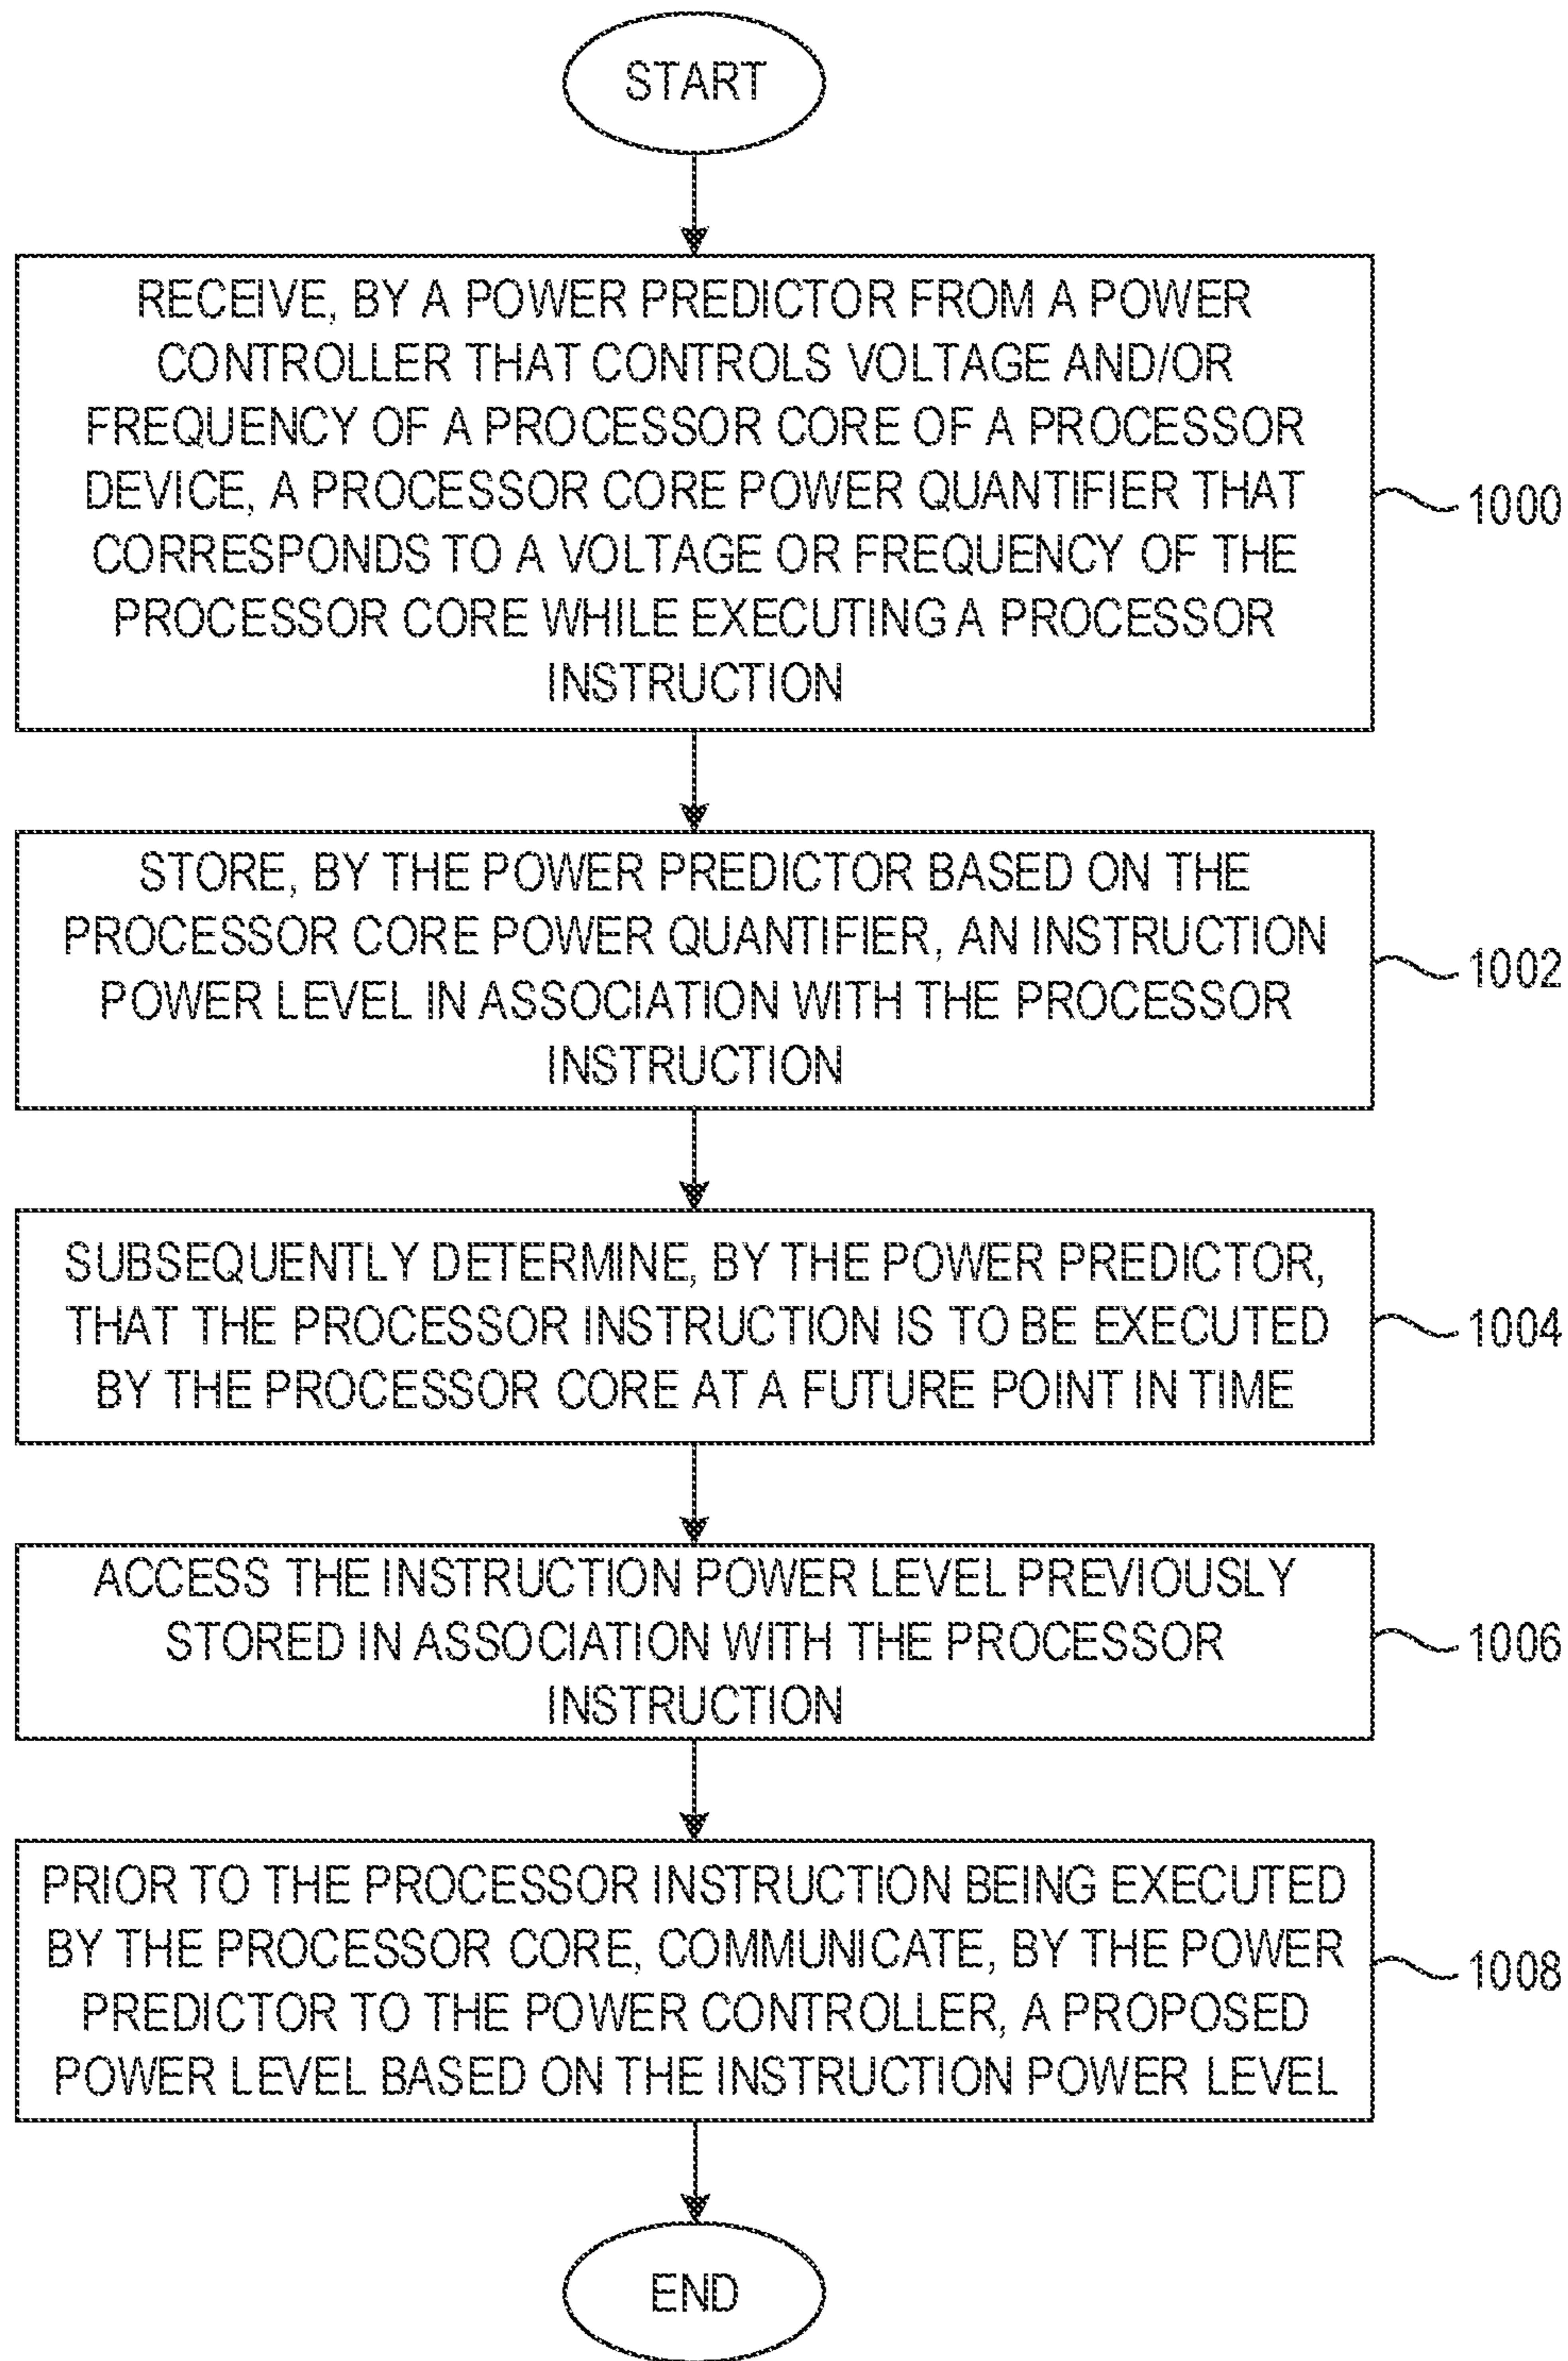 START
RECEIVE, BY A POWER PREDICTOR FROM A POWER
CONTROLLER THAT CONTROLS VOLTAGE AND/OR
FREQUENCY OF A PROCESSOR CORE OF A PROCESSOR
DEVICE, A PROCESSOR CORE POWER QUANTIFIER THAT
CORRESPONDS TO A VOLTAGE OR FREQUENCY OF THE
PROCESSOR CORE WHILE EXECUTING A PROCESSOR
INSTRUCTION
1000
STORE, BY THE POWER PREDICTOR BASED ON THE
PROCESSOR CORE POWER QUANTIFIER, AN INSTRUCTION
POWER LEVEL IN ASSOCIATION WITH THE PROCESSOR
INSTRUCTION
1002
SUBSEQUENTLY DETERMINE, BY THE POWER PREDICTOR,
THAT THE PROCESSOR INSTRUCTION IS TO BE EXECUTED
BY THE PROCESSOR CORE AT A FUTURE POINT IN TIME
1004
ACCESS THE INSTRUCTION POWER LEVEL PREVIOUSLY
STORED IN ASSOCIATION WITH THE PROCESSOR
INSTRUCTION
1006
PRIOR TO THE PROCESSOR INSTRUCTION BEING EXECUTED
BY THE PROCESSOR CORE, COMMUNICATE, BY THE POWER
PREDICTOR TO THE POWER CONTROLLER, A PROPOSED
POWER LEVEL BASED ON THE INSTRUCTION POWER LEVEL
1008
END